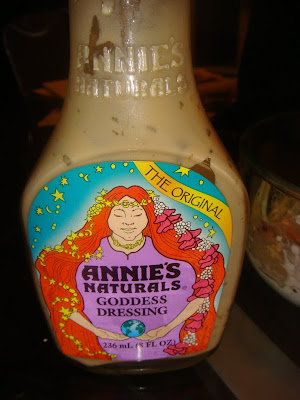 ANNIE'S
NATURALS
THE ORIGINAL
ANNIE'S
NATURALS®
GODDESS
DRESSING
236 mL (8 FL OZ)